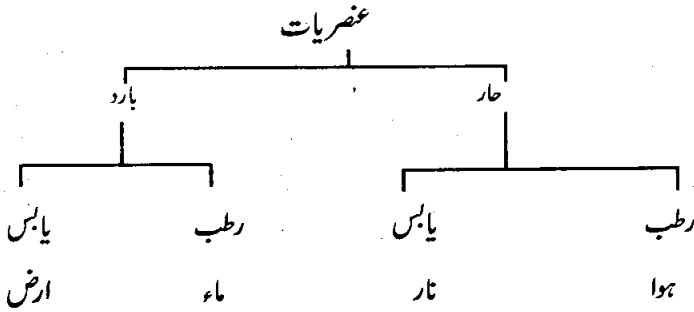 عنصریات
حار بارد
رطب یابس رطب یابس
ہوا نار ماء ارض